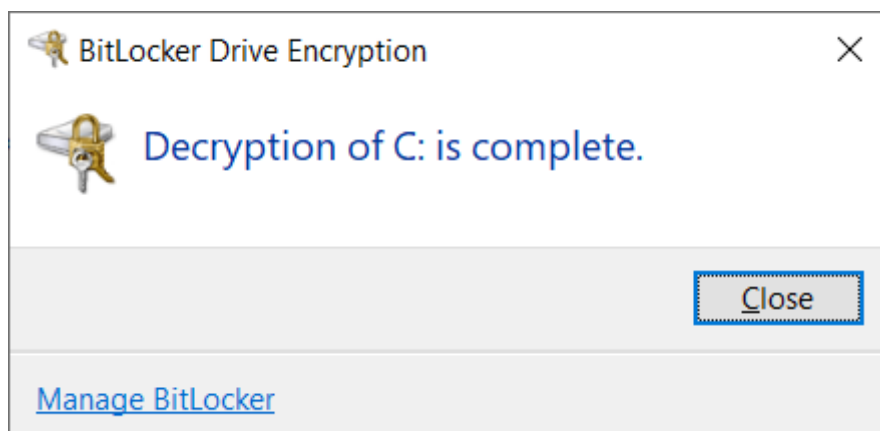 BitLocker Drive Encryption
Decryption of C: is complete.
Close
Manage BitLocker